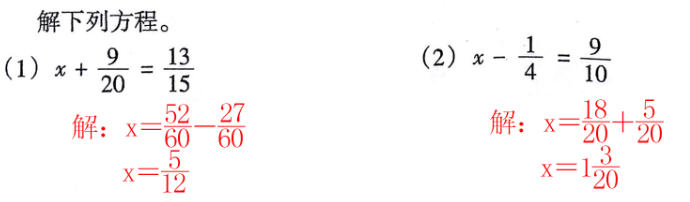 解下列方程。
(1) x + 9/20 = 13/15
解：x=52/60−27/60
x=5/12
(2) x − 1/4 = 9/10
解：x=18/20+5/20
x=1 3/20